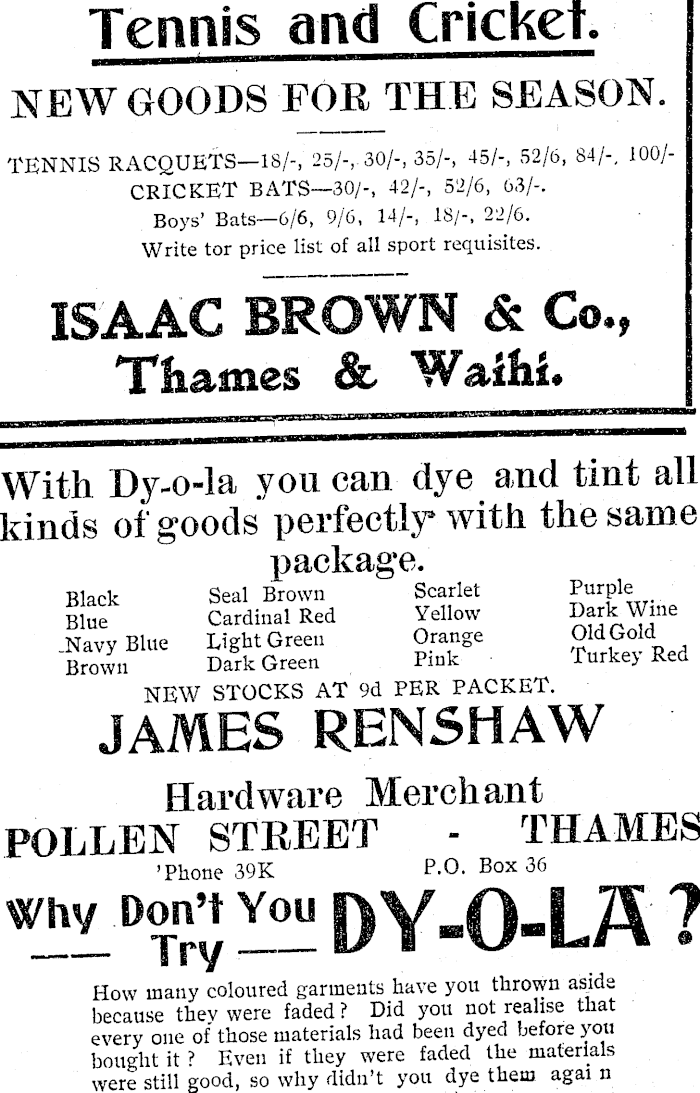 Tennis and Cricket.
NEW GOODS FOR THE SEASON.
TENNIS RACQUETS—18/-, 25/-, 30/-, 35/-, 45/-, 52/6, 84/-, 100/-
CRICKET BATS—30/-, 42/-, 52/6, 63/-.
Boys' Bats—6/6, 9/6, 14/-, 18/-, 22/6.
Write tor price list of all sport requisites.
ISAAC BROWN & Co.,
Thames & Waihi.
With Dy-o-la you can dye and tint all
kinds of goods perfectly with the same
package.
Black Seal Brown Scarlet Purple
Blue Cardinal Red Yellow Dark Wine
Navy Blue Light Green Orange Old Gold
Brown Dark Green Pink Turkey Red
NEW STOCKS AT 9d PER PACKET.
JAMES RENSHAW
Hardware Merchant
POLLEN STREET - THAMES
'Phone 39K P.O. Box 36
Why Don't You
Try DY-O-LA?
How many coloured garments have you thrown aside
because they were faded? Did you not realise that
every one of those materials had been dyed before you
bought it? Even if they were faded the materials
were still good, so why didn't you dye them agai n